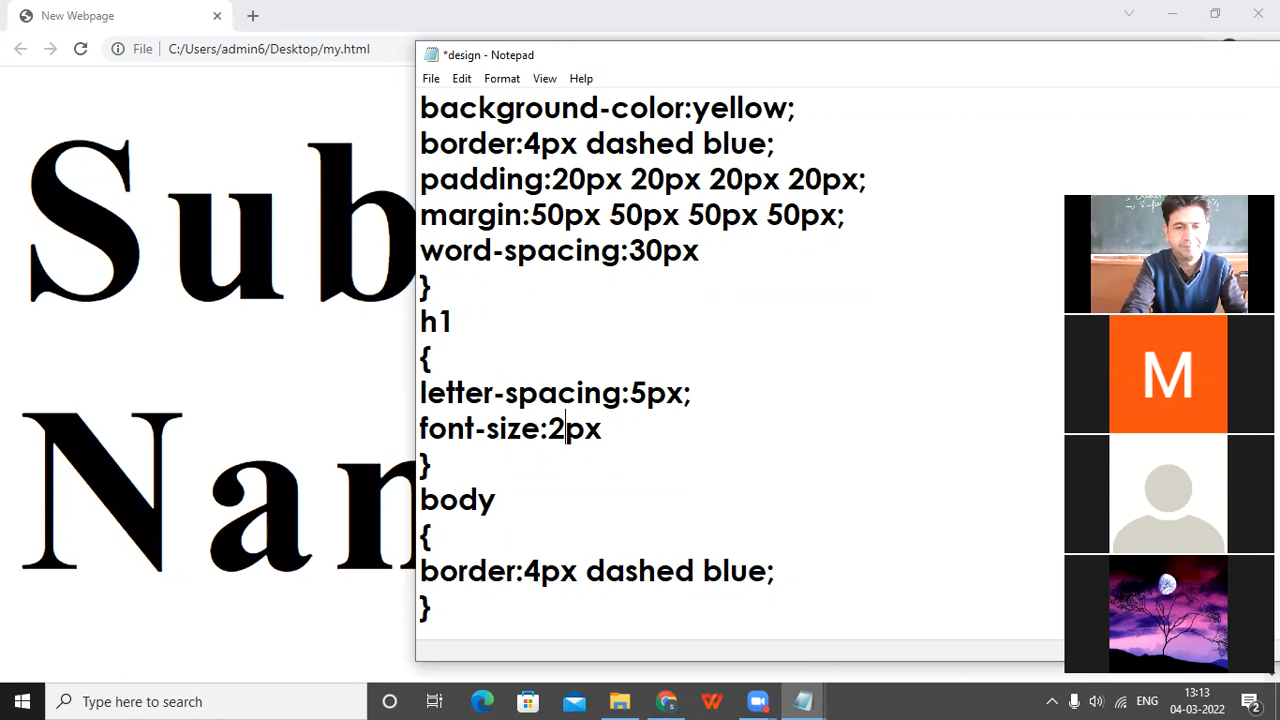 New Webpage
File C:/Users/admin6/Desktop/my.html
*design - Notepad
File Edit Format View Help
background-color:yellow;
border:4px dashed blue;
padding:20px 20px 20px 20px;
margin:50px 50px 50px 50px;
word-spacing:30px
}
h1
{
letter-spacing:5px;
font-size:2px
}
body
{
border:4px dashed blue;
}
Sub
Nam
M
Type here to search
ENG
13:13
04-03-2022
2